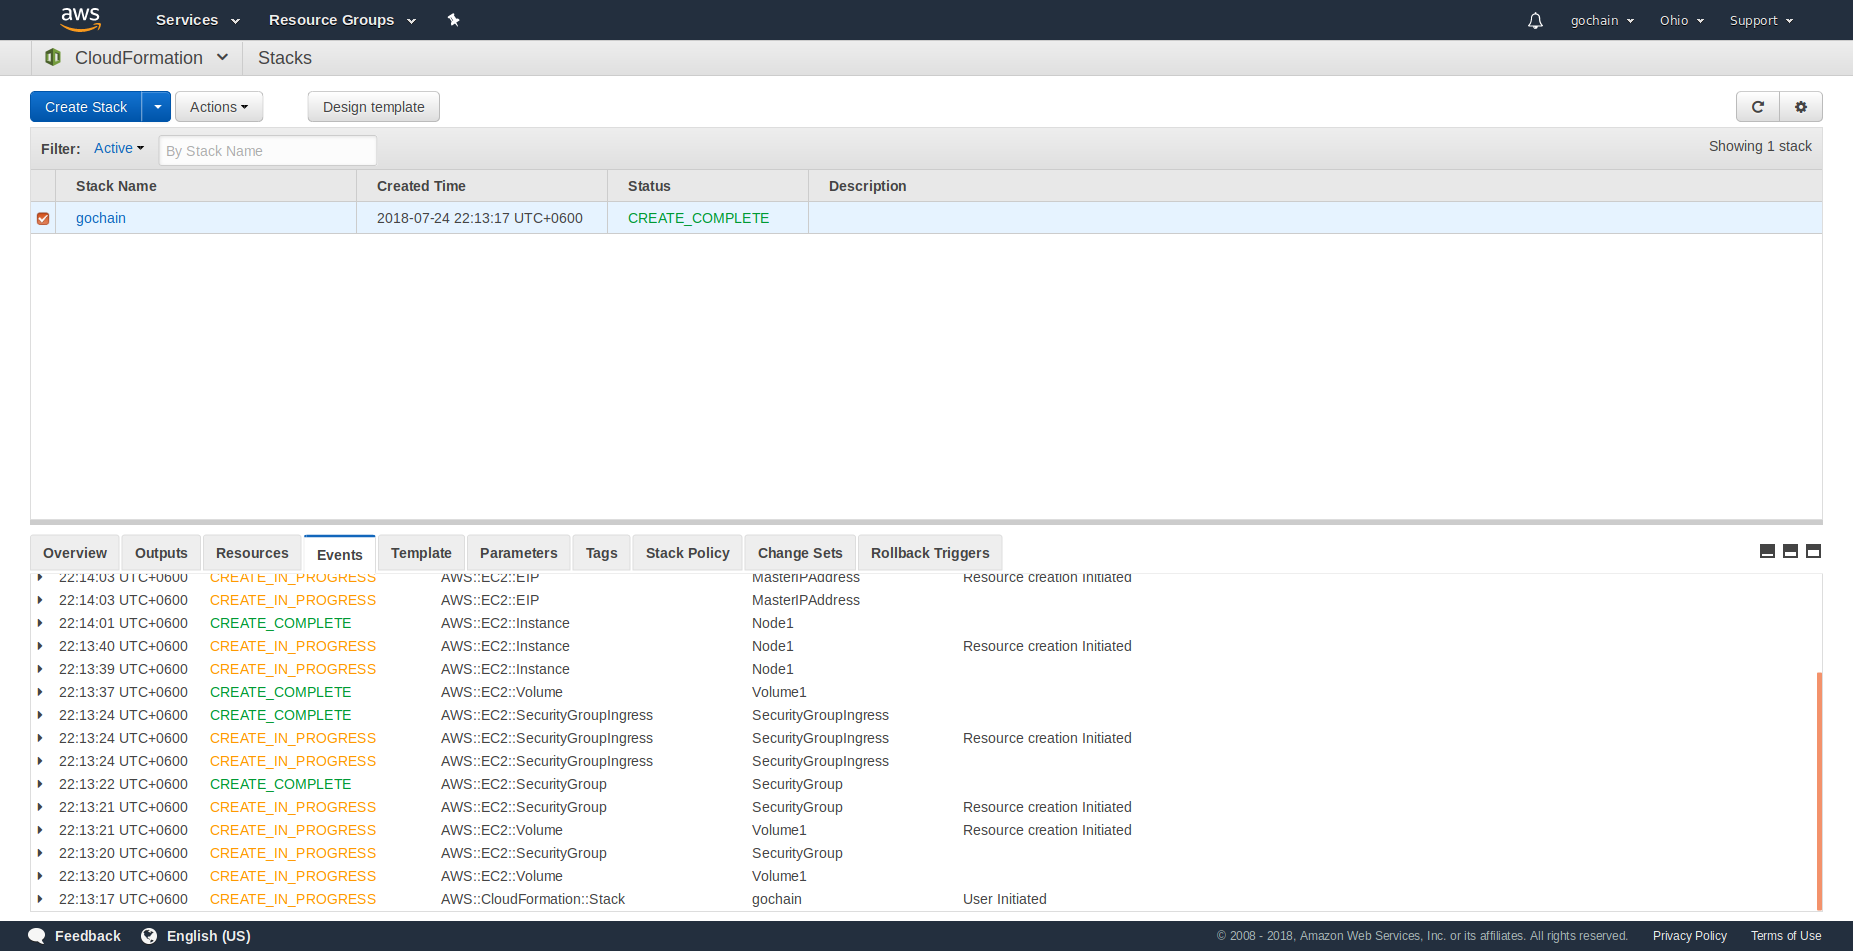 aws Services Resource Groups gochain Ohio Support
CloudFormation Stacks
Create Stack Actions Design template
Filter: Active By Stack Name Showing 1 stack
Stack Name Created Time Status Description
gochain 2018-07-24 22:13:17 UTC+0600 CREATE_COMPLETE
Overview Outputs Resources Events Template Parameters Tags Stack Policy Change Sets Rollback Triggers
22:14:03 UTC+0600 CREATE_IN_PROGRESS AWS::EC2::EIP MasterIPAddress Resource creation Initiated
22:14:03 UTC+0600 CREATE_IN_PROGRESS AWS::EC2::EIP MasterIPAddress
22:14:01 UTC+0600 CREATE_COMPLETE AWS::EC2::Instance Node1
22:13:40 UTC+0600 CREATE_IN_PROGRESS AWS::EC2::Instance Node1 Resource creation Initiated
22:13:39 UTC+0600 CREATE_IN_PROGRESS AWS::EC2::Instance Node1
22:13:37 UTC+0600 CREATE_COMPLETE AWS::EC2::Volume Volume1
22:13:24 UTC+0600 CREATE_COMPLETE AWS::EC2::SecurityGroupIngress SecurityGroupIngress
22:13:24 UTC+0600 CREATE_IN_PROGRESS AWS::EC2::SecurityGroupIngress SecurityGroupIngress Resource creation Initiated
22:13:24 UTC+0600 CREATE_IN_PROGRESS AWS::EC2::SecurityGroupIngress SecurityGroupIngress
22:13:22 UTC+0600 CREATE_COMPLETE AWS::EC2::SecurityGroup SecurityGroup
22:13:21 UTC+0600 CREATE_IN_PROGRESS AWS::EC2::SecurityGroup SecurityGroup Resource creation Initiated
22:13:21 UTC+0600 CREATE_IN_PROGRESS AWS::EC2::Volume Volume1 Resource creation Initiated
22:13:20 UTC+0600 CREATE_IN_PROGRESS AWS::EC2::SecurityGroup SecurityGroup
22:13:20 UTC+0600 CREATE_IN_PROGRESS AWS::EC2::Volume Volume1
22:13:17 UTC+0600 CREATE_IN_PROGRESS AWS::CloudFormation::Stack gochain User Initiated
Feedback English (US) © 2008 - 2018, Amazon Web Services, Inc. or its affiliates. All rights reserved. Privacy Policy Terms of Use